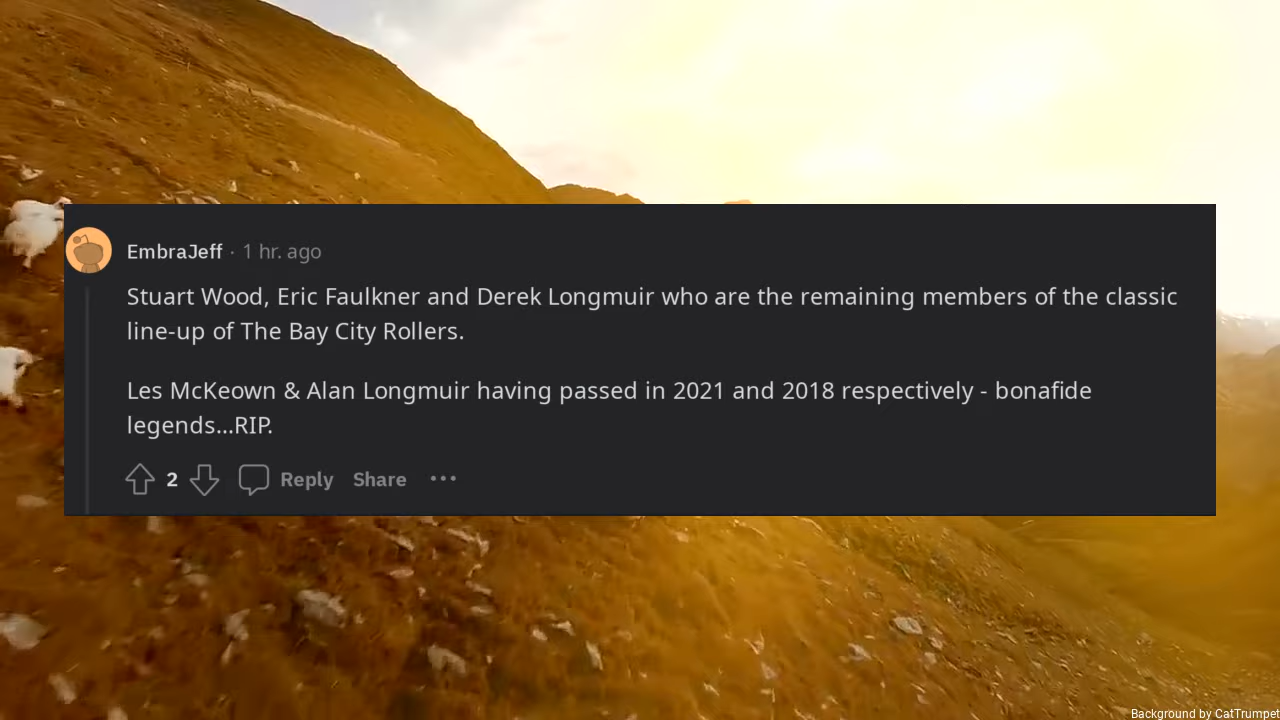 EmbraJeff · 1 hr. ago
Stuart Wood, Eric Faulkner and Derek Longmuir who are the remaining members of the classic
line-up of The Bay City Rollers.
Les McKeown & Alan Longmuir having passed in 2021 and 2018 respectively - bonafide
legends...RIP.
2 Reply Share
Background by CatTrumpet